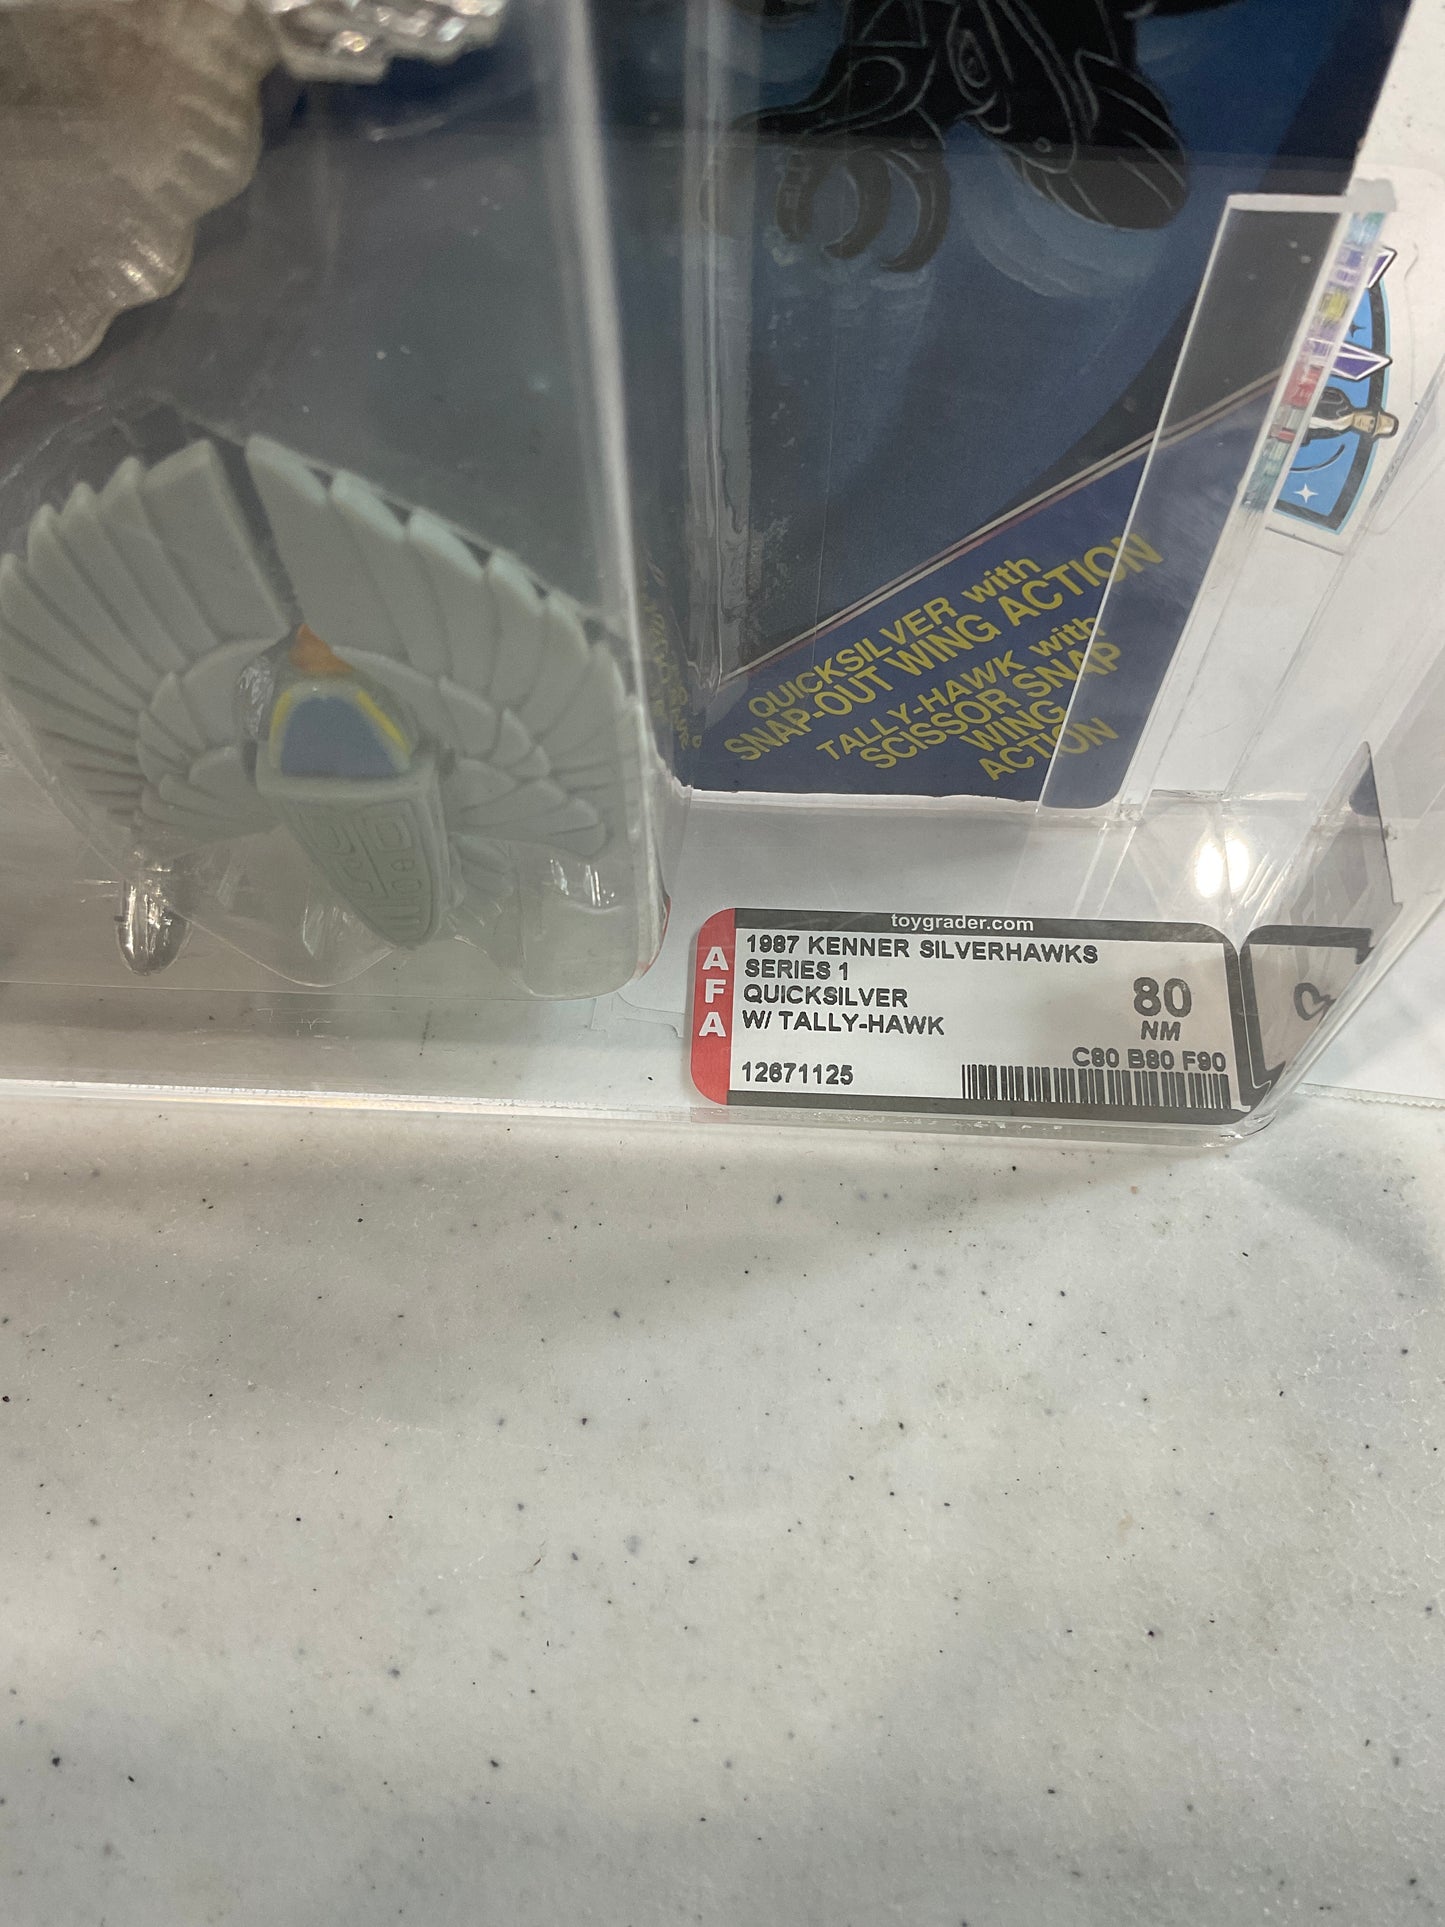 QUICKSILVER with
SNAP-OUT WING ACTION
TALLY-HAWK with
SCISSOR SNAP
WING
ACTION
toygrader.com
AFA
1987 KENNER SILVERHAWKS
SERIES 1
QUICKSILVER
W/ TALLY-HAWK
80
NM
C80 B80 F90
12671125